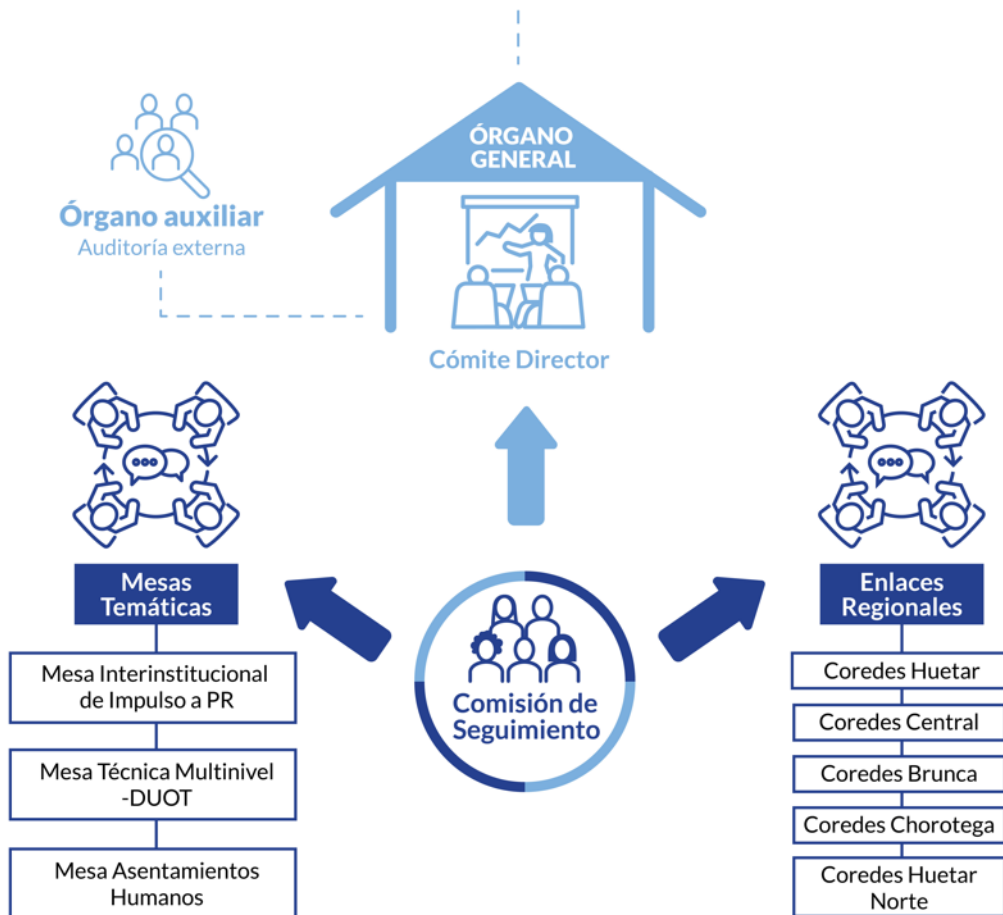 ÓRGANO
GENERAL
Órgano auxiliar
Auditoría externa
Cómite Director
Mesas
Temáticas
Mesa Interinstitucional
de Impulso a PR
Mesa Técnica Multinivel
-DUOT
Mesa Asentamientos
Humanos
Comisión de
Seguimiento
Enlaces
Regionales
Coredes Huetar
Coredes Central
Coredes Brunca
Coredes Chorotega
Coredes Huetar
Norte